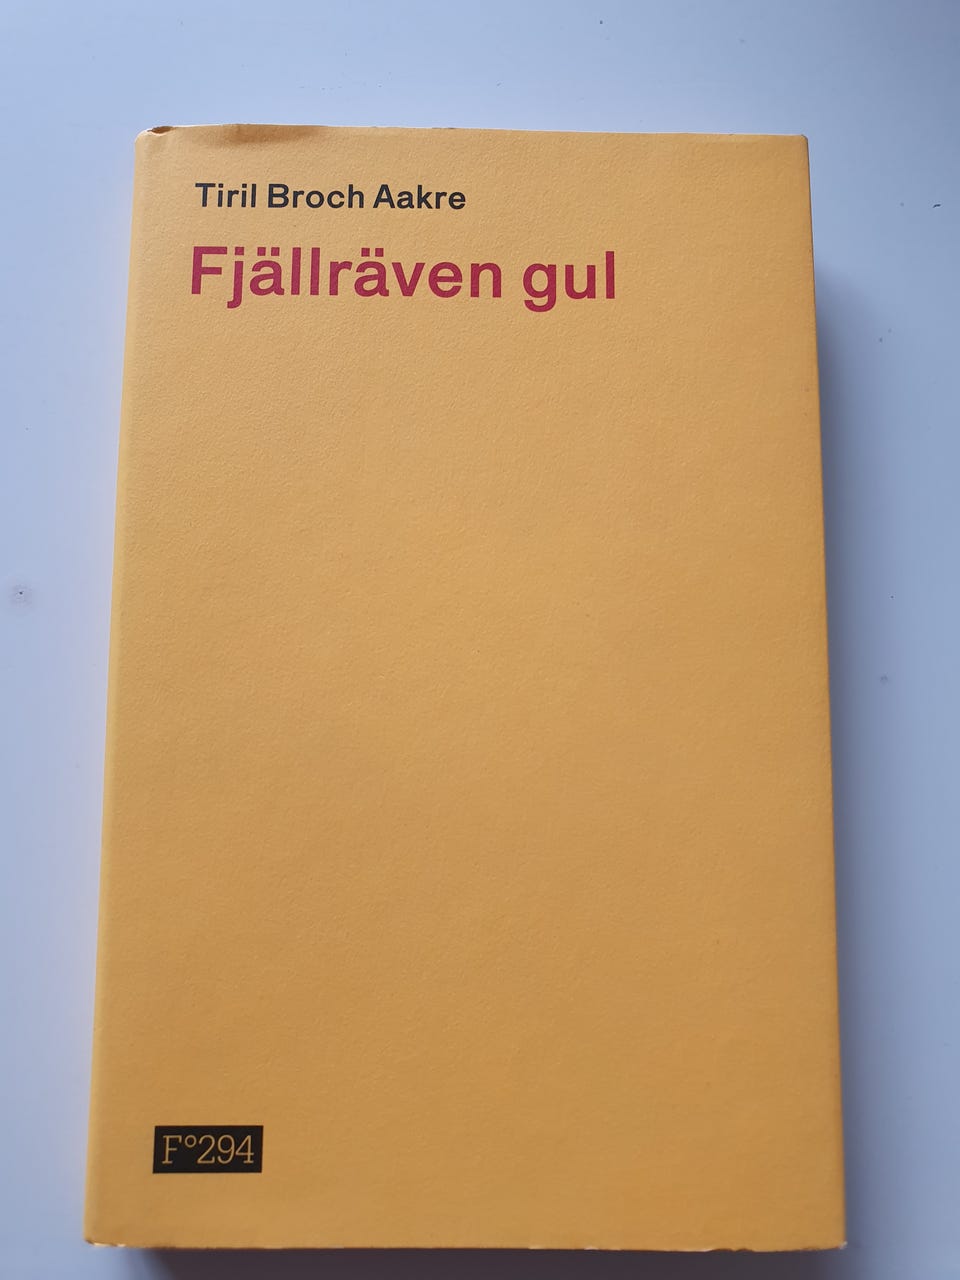 Tiril Broch Aakre
Fjällräven gul
F°294